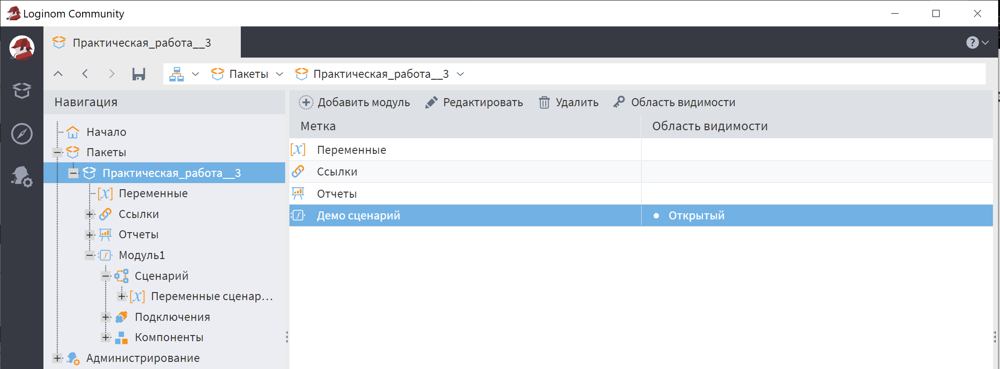 Loginom Community
Практическая_работа__3
Пакеты Практическая_работа__3
Навигация
Начало
Пакеты
Практическая_работа__3
Переменные
Ссылки
Отчеты
Модуль1
Сценарий
Переменные сценар...
Подключения
Компоненты
Администрирование
Добавить модуль Редактировать Удалить Область видимости
Метка Область видимости
Переменные
Ссылки
Отчеты
Демо сценарий Открытый